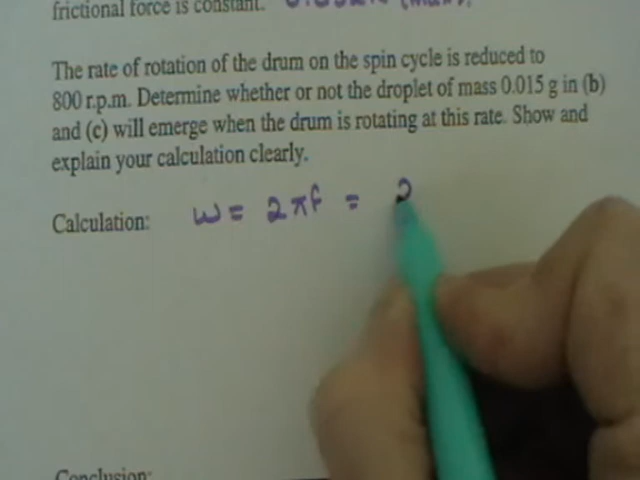 frictional force is constant.
The rate of rotation of the drum on the spin cycle is reduced to
800 r.p.m. Determine whether or not the droplet of mass 0.015 g in (b)
and (c) will emerge when the drum is rotating at this rate. Show and
explain your calculation clearly.
Calculation: ω = 2πf = 2
Conclusion: